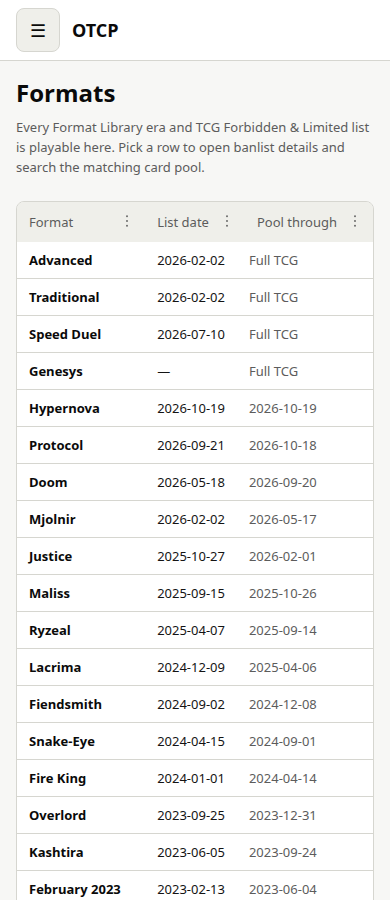 ☰ OTCP
Formats
Every Format Library era and TCG Forbidden & Limited list
is playable here. Pick a row to open banlist details and
search the matching card pool.
Format ⋮ List date ⋮ Pool through ⋮
Advanced 2026-02-02 Full TCG
Traditional 2026-02-02 Full TCG
Speed Duel 2026-07-10 Full TCG
Genesys — Full TCG
Hypernova 2026-10-19 2026-10-19
Protocol 2026-09-21 2026-10-18
Doom 2026-05-18 2026-09-20
Mjolnir 2026-02-02 2026-05-17
Justice 2025-10-27 2026-02-01
Maliss 2025-09-15 2025-10-26
Ryzeal 2025-04-07 2025-09-14
Lacrima 2024-12-09 2025-04-06
Fiendsmith 2024-09-02 2024-12-08
Snake-Eye 2024-04-15 2024-09-01
Fire King 2024-01-01 2024-04-14
Overlord 2023-09-25 2023-12-31
Kashtira 2023-06-05 2023-09-24
February 2023 2023-02-13 2023-06-04